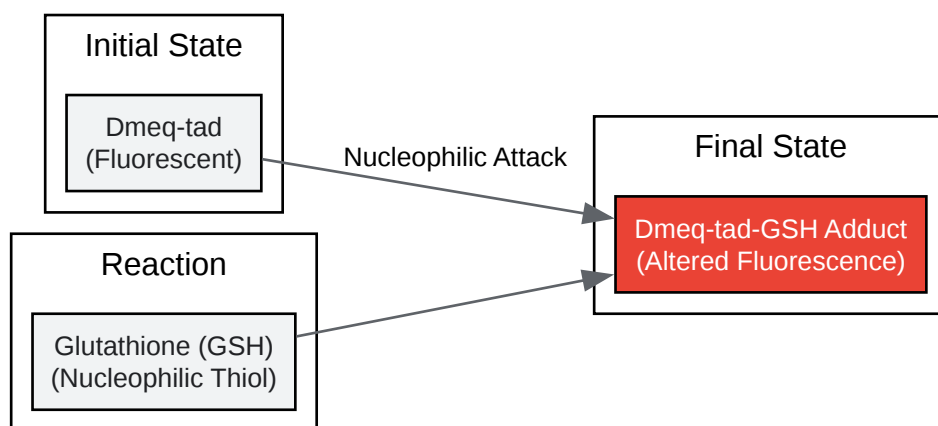 Initial State
Dmeq-tad
(Fluorescent)
Nucleophilic Attack
Reaction
Glutathione (GSH)
(Nucleophilic Thiol)
Final State
Dmeq-tad-GSH Adduct
(Altered Fluorescence)